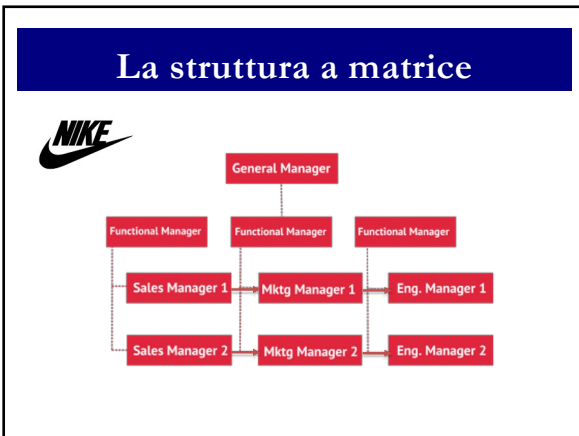 La struttura a matrice
NIKE
General Manager
Functional Manager
Functional Manager
Functional Manager
Sales Manager 1
Mktg Manager 1
Eng. Manager 1
Sales Manager 2
Mktg Manager 2
Eng. Manager 2